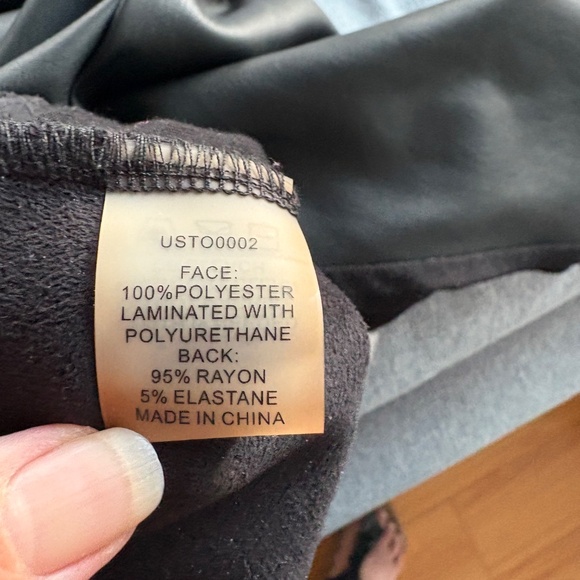 USTO0002
FACE:
100%POLYESTER
LAMINATED WITH
POLYURETHANE
BACK:
95% RAYON
5% ELASTANE
MADE IN CHINA